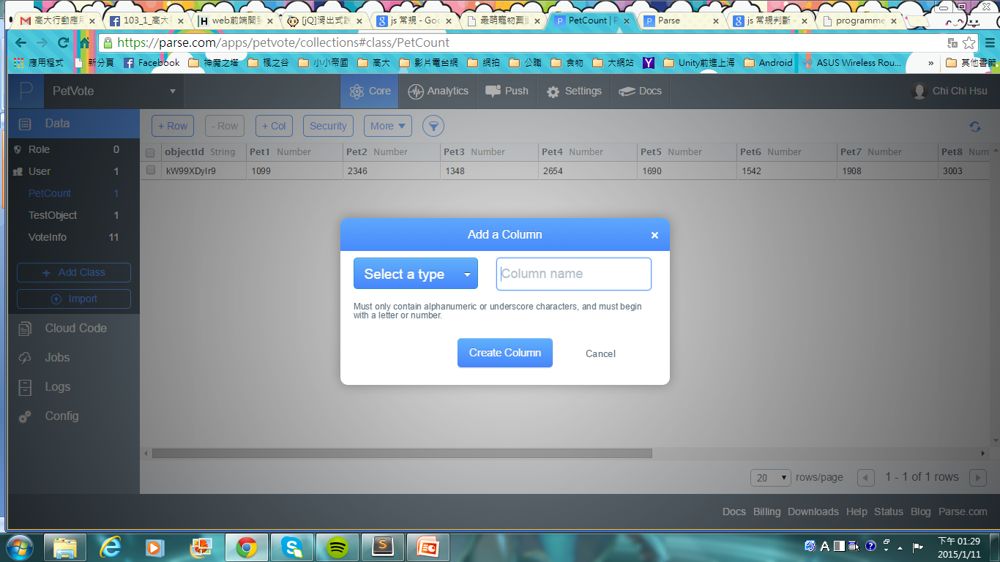 高大行動應用 103_1_高大 web前端開發 [jQ]滑出式說 js 常規 - Goo 最萌寵物票選 PetCount | P Parse js 常規判斷 - programme
https://parse.com/apps/petvote/collections#class/PetCount
應用程式 新分頁 Facebook 神魔之塔 楓之谷 小小帝國 高大 影片電台網 網拍 公職 食物 大網站 Unity前進上海 Android ASUS Wireless Rou... » 其他書籤
PetVote Core Analytics Push Settings Docs Chi Chi Hsu
Data
Role 0
User 1
PetCount 1
TestObject 1
VoteInfo 11
+ Add Class
Import
Cloud Code
Jobs
Logs
Config
+ Row - Row + Col Security More
objectId String Pet1 Number Pet2 Number Pet3 Number Pet4 Number Pet5 Number Pet6 Number Pet7 Number Pet8 Num
1099 2346 1348 2654 1690 1542 1908 3003
Add a Column ×
Select a type Column name
Must only contain alphanumeric or underscore characters, and must begin
with a letter or number.
Create Column Cancel
20 rows/page 1 - 1 of 1 rows
Docs Billing Downloads Help Status Blog Parse.com
下午 01:29
2015/1/11